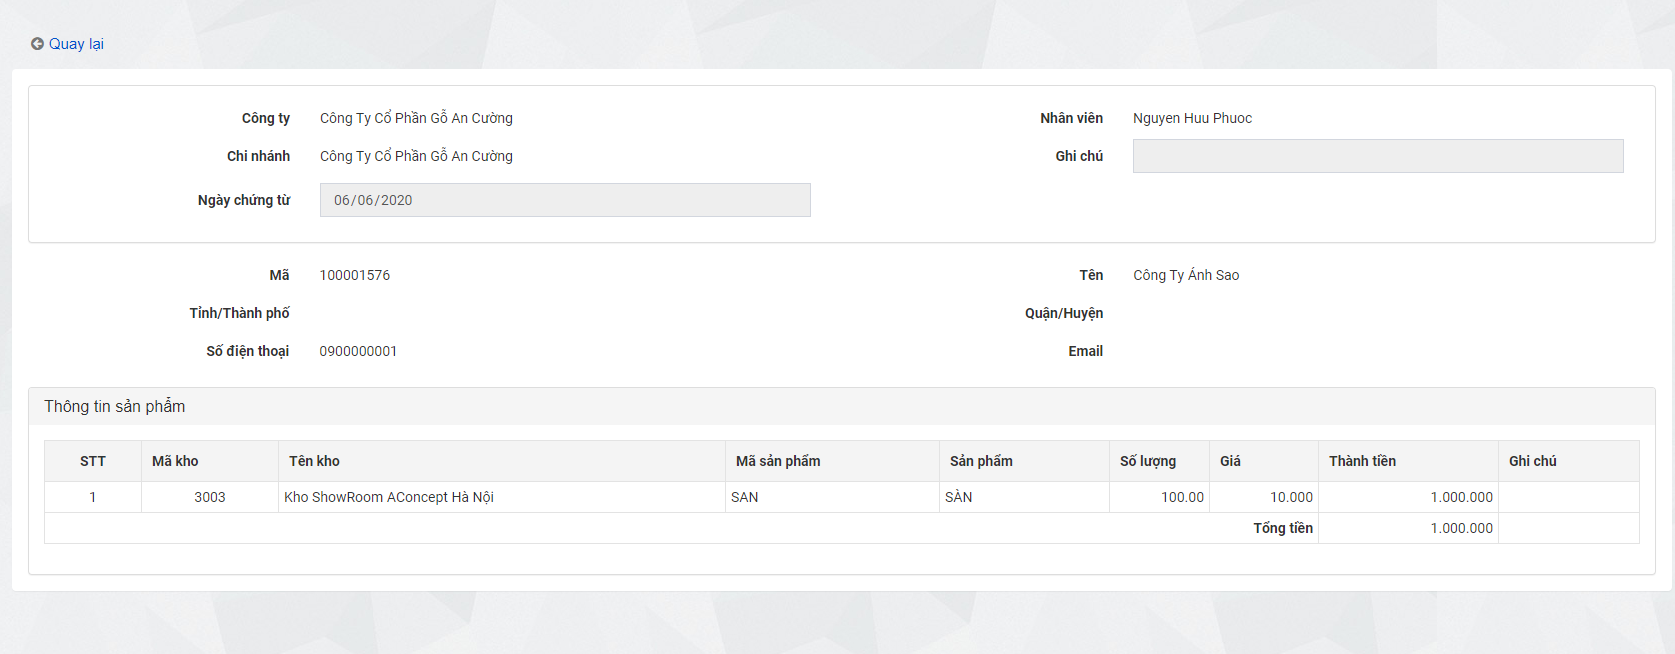 Quay lại
Công ty Công Ty Cổ Phần Gỗ An Cường Nhân viên Nguyen Huu Phuoc
Chi nhánh Công Ty Cổ Phần Gỗ An Cường Ghi chú
Ngày chứng từ 06/06/2020
Mã 100001576 Tên Công Ty Ánh Sao
Tỉnh/Thành phố Quận/Huyện
Số điện thoại 0900000001 Email
Thông tin sản phẩm
STT Mã kho Tên kho Mã sản phẩm Sản phẩm Số lượng Giá Thành tiền Ghi chú
1 3003 Kho ShowRoom AConcept Hà Nội SAN SÀN 100.00 10.000 1.000.000
Tổng tiền 1.000.000